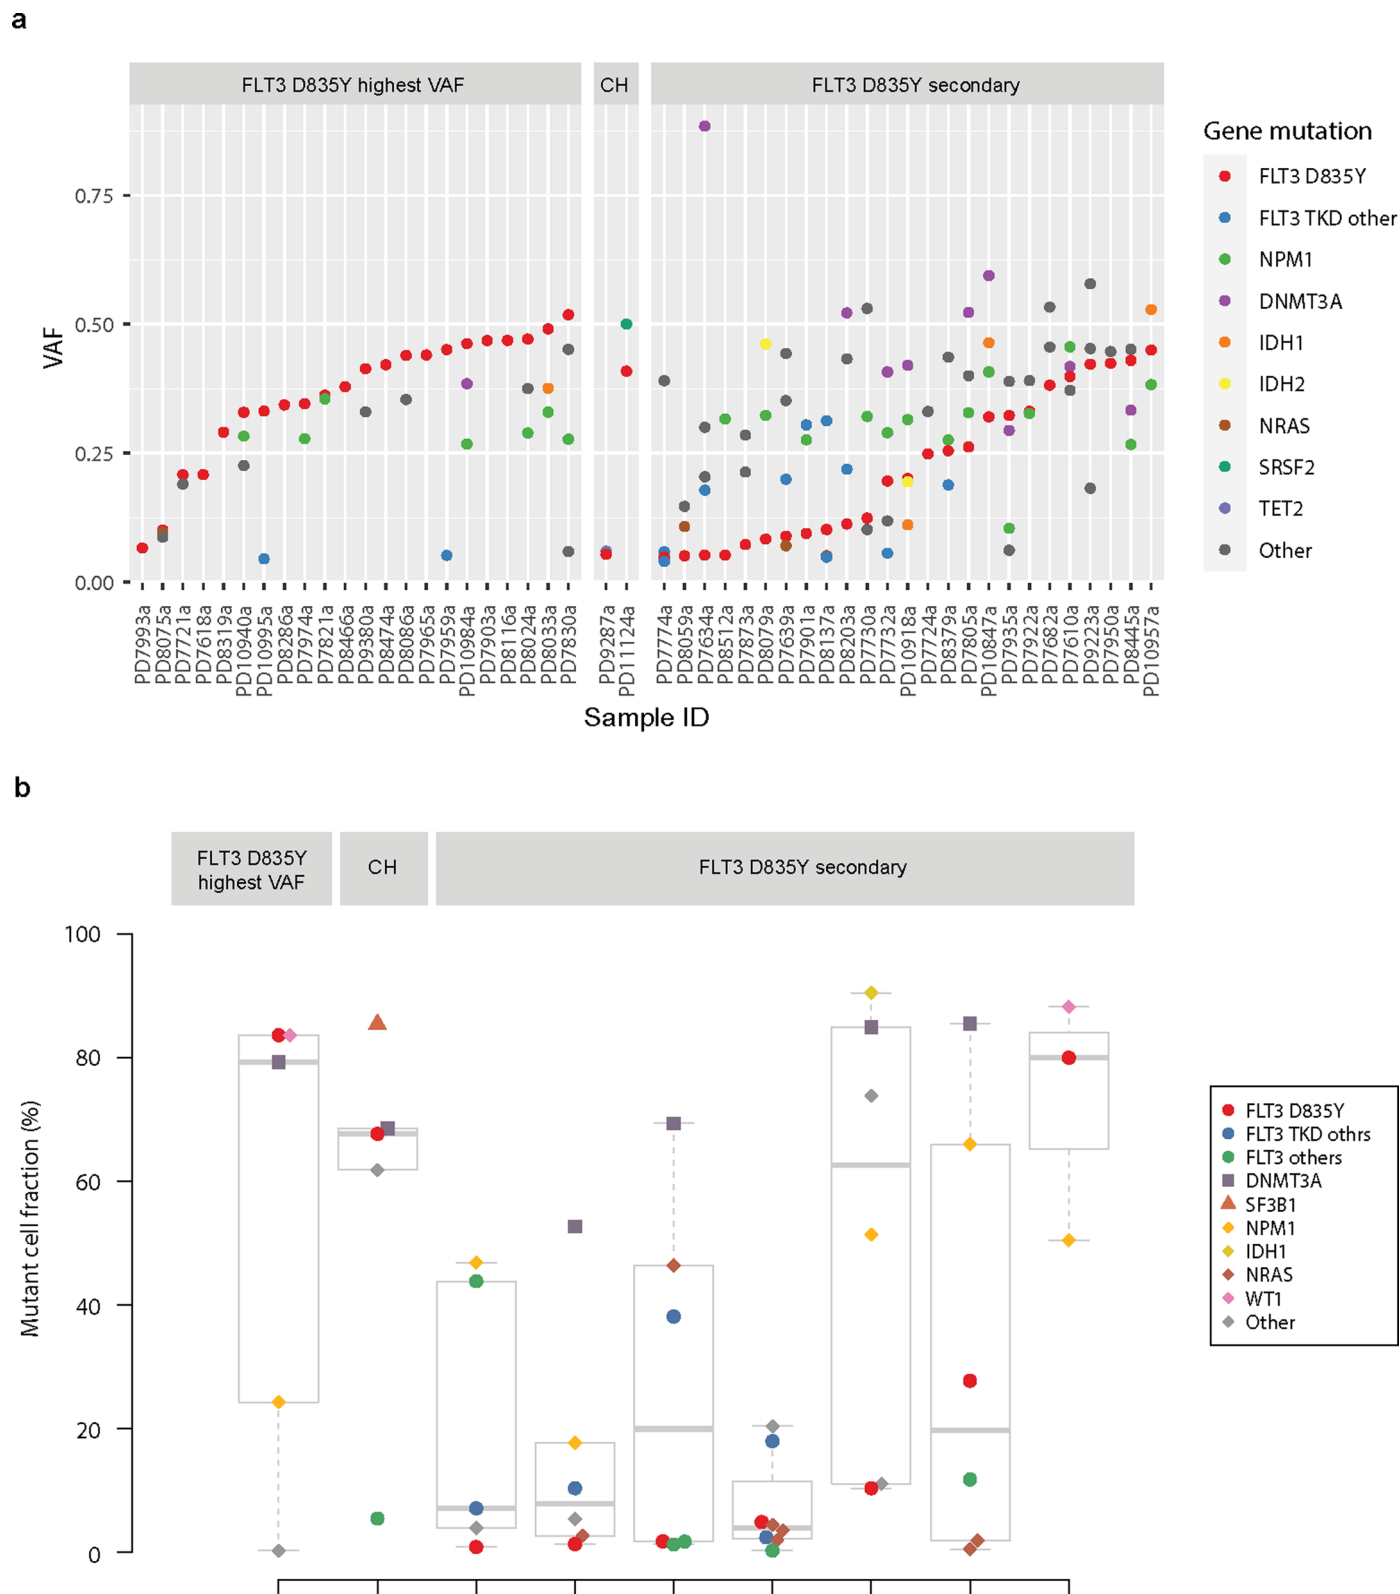 a
FLT3 D835Y highest VAF
CH
FLT3 D835Y secondary
VAF
0.75
0.50
0.25
0.00
PD7993a
PD8075a
PD7721a
PD7618a
PD8319a
PD10940a
PD10995a
PD8286a
PD7974a
PD7821a
PD8466a
PD9380a
PD8474a
PD8086a
PD7965a
PD7959a
PD10984a
PD7903a
PD8116a
PD8024a
PD8033a
PD7830a
PD9287a
PD11124a
PD7774a
PD8059a
PD7634a
PD8512a
PD7873a
PD8079a
PD7639a
PD7901a
PD8137a
PD8203a
PD7730a
PD7732a
PD10918a
PD7724a
PD8379a
PD7805a
PD10847a
PD7935a
PD7922a
PD7682a
PD7610a
PD9223a
PD7950a
PD8445a
PD10957a
Sample ID
Gene mutation
FLT3 D835Y
FLT3 TKD other
NPM1
DNMT3A
IDH1
IDH2
NRAS
SRSF2
TET2
Other
b
FLT3 D835Y
highest VAF
CH
FLT3 D835Y secondary
Mutant cell fraction (%)
100
80
60
40
20
0
FLT3 D835Y
FLT3 TKD othrs
FLT3 others
DNMT3A
SF3B1
NPM1
IDH1
NRAS
WT1
Other